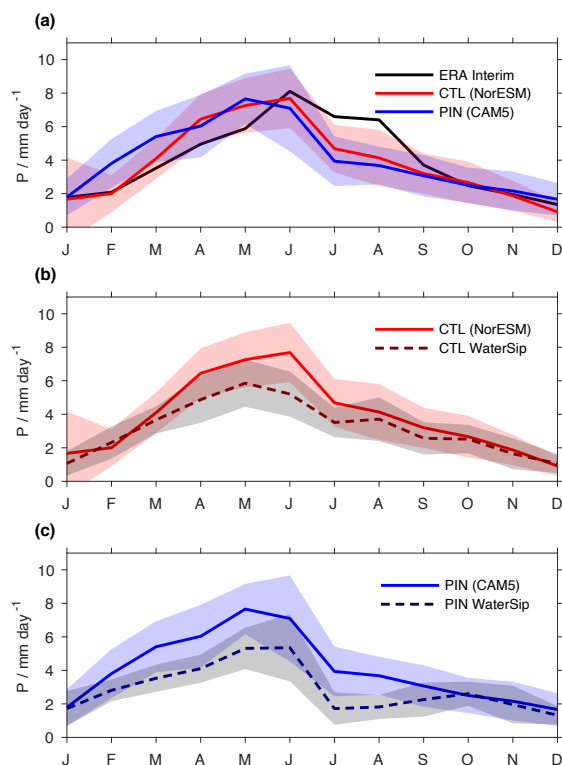 (a)
10
8
6
4
2
0
P / mm day-1
ERA Interim
CTL (NorESM)
PIN (CAM5)
J F M A M J J A S O N D
(b)
10
8
6
4
2
0
P / mm day-1
CTL (NorESM)
CTL WaterSip
J F M A M J J A S O N D
(c)
10
8
6
4
2
0
P / mm day-1
PIN (CAM5)
PIN WaterSip
J F M A M J J A S O N D